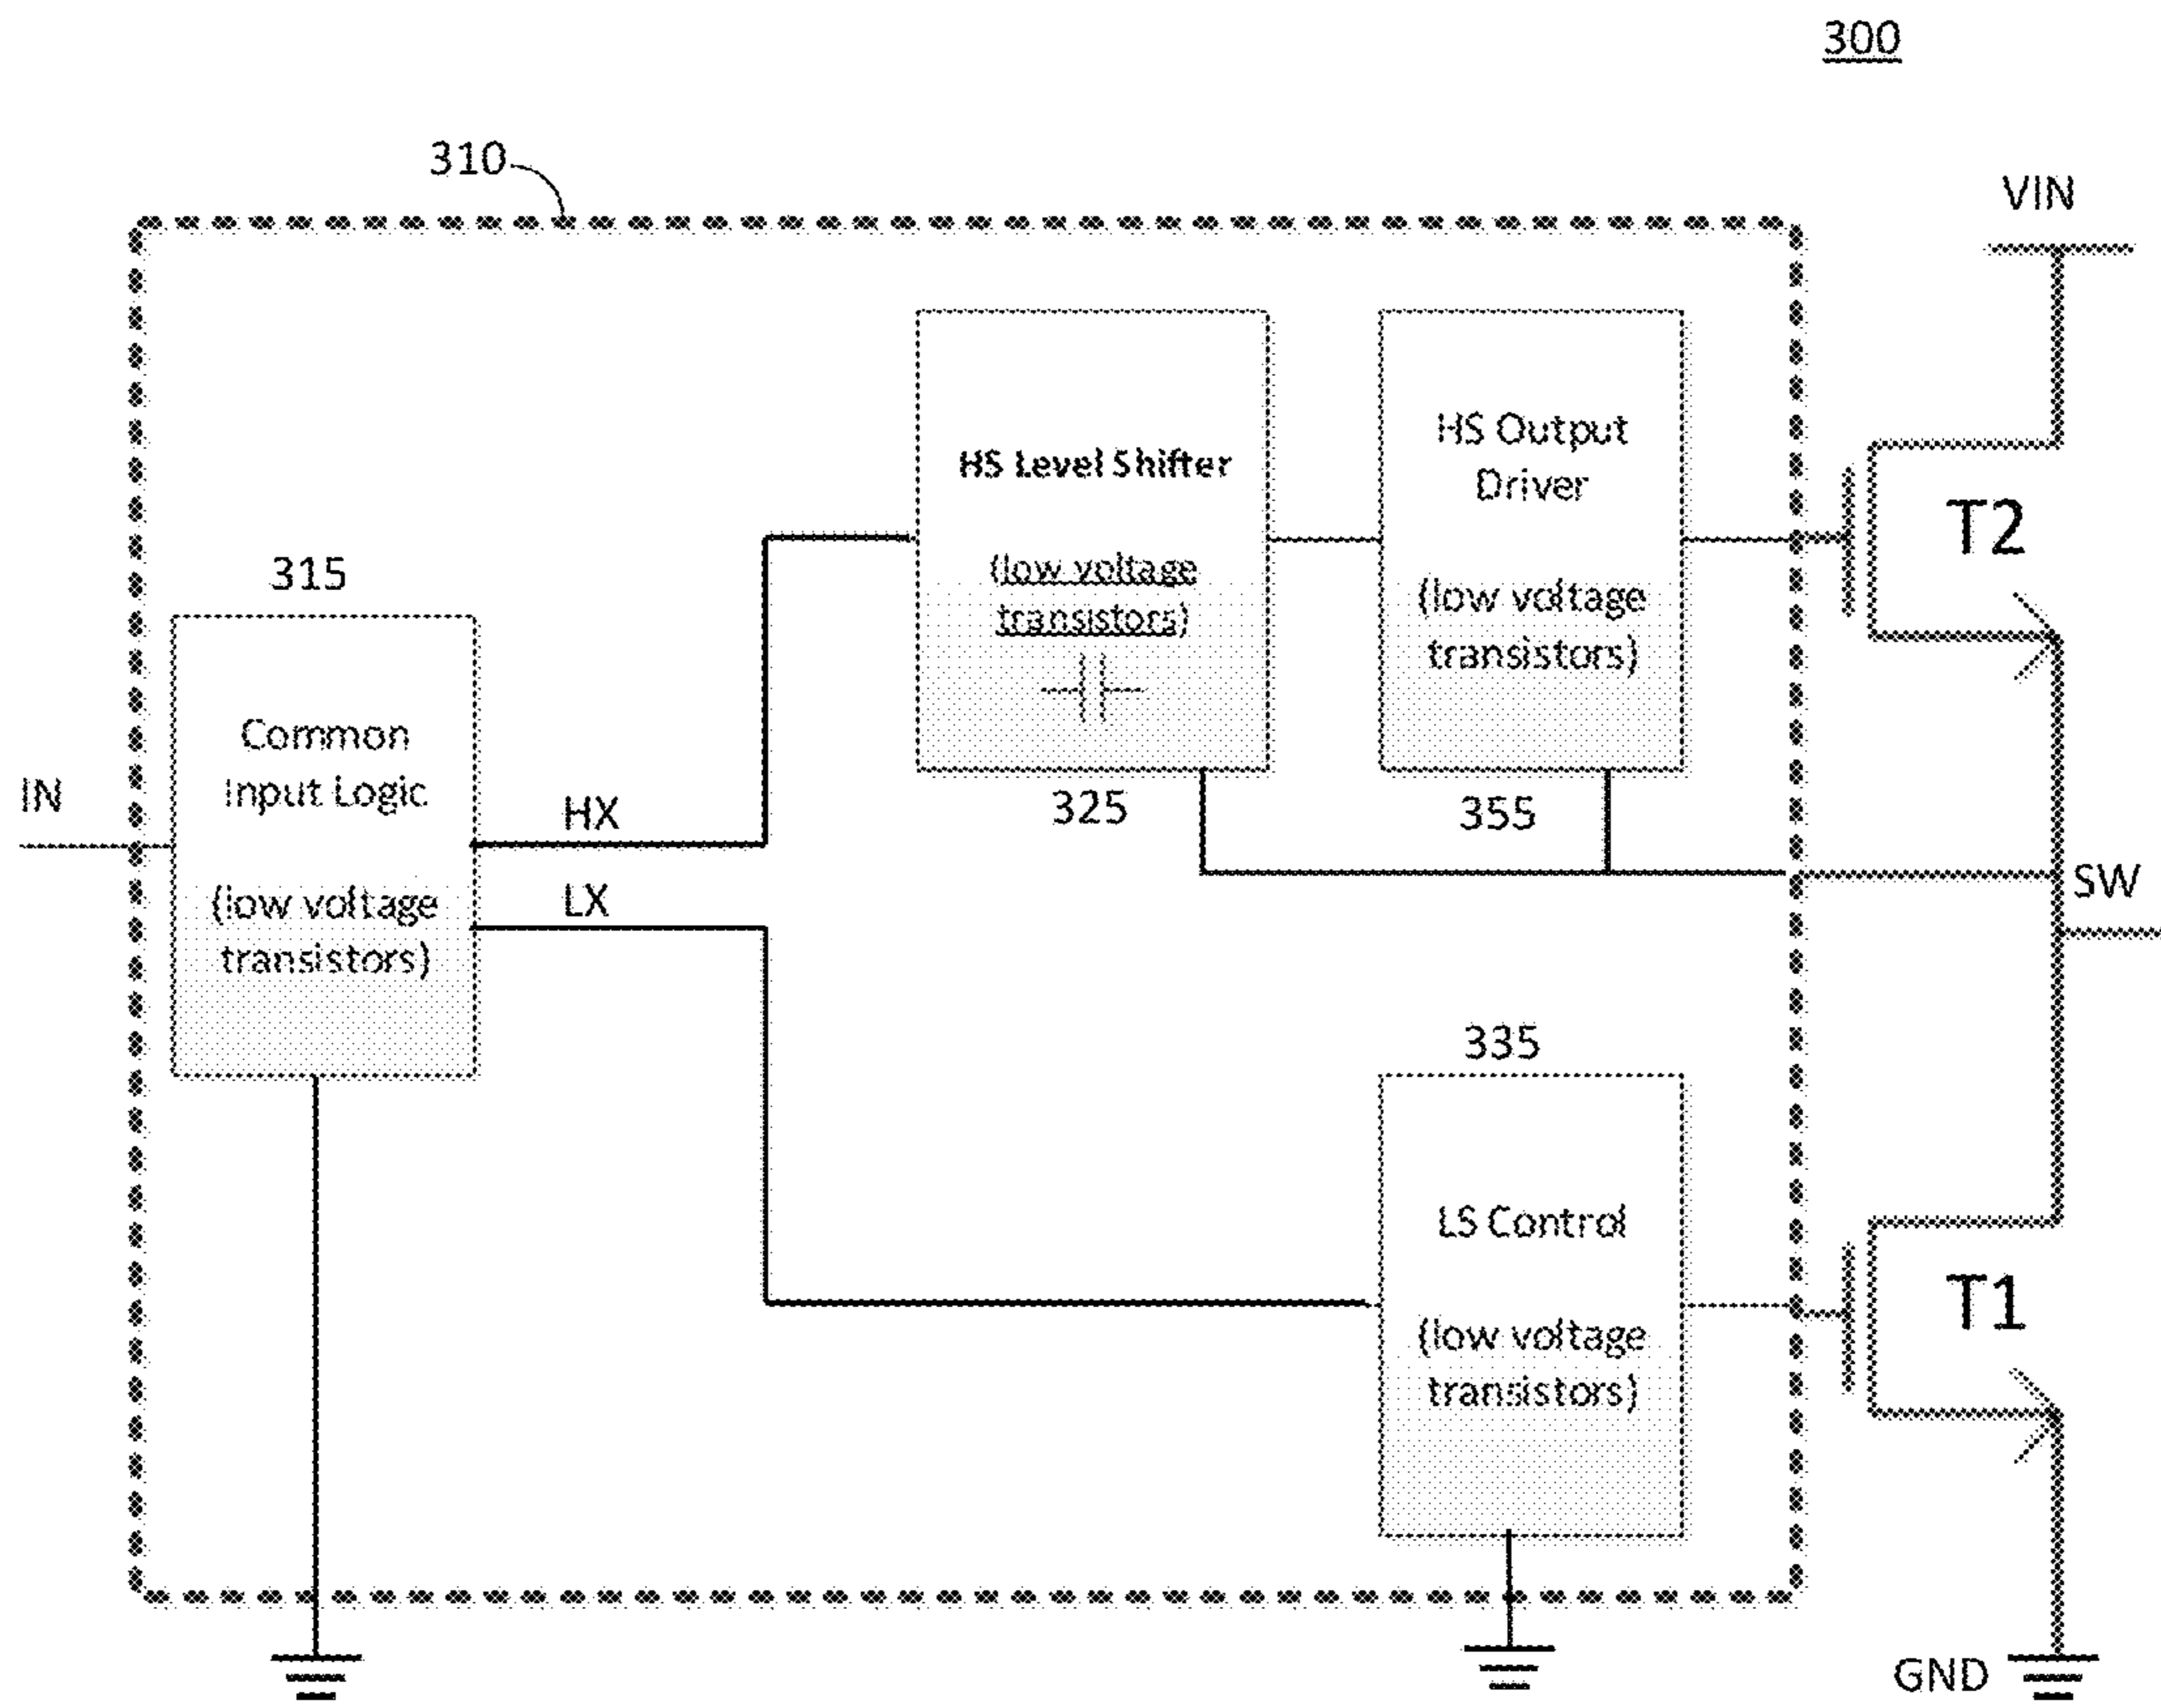 300
310
VIN
HS Level Shifter
(low voltage
transistors)
HS Output
Driver
(low voltage
transistors)
T2
315
Common
Input Logic
(low voltage
transistors)
IN
HX
LX
325
355
SW
335
LS Control
(low voltage
transistors)
T1
GND